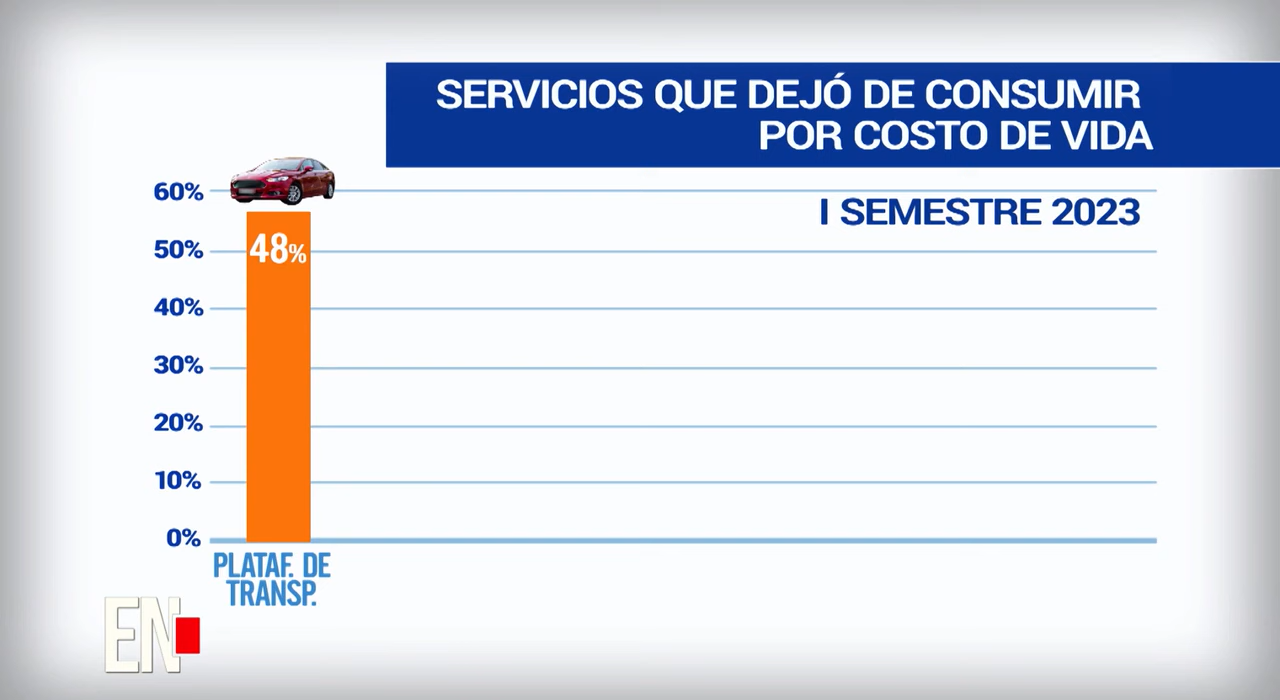 SERVICIOS QUE DEJÓ DE CONSUMIR
POR COSTO DE VIDA
I SEMESTRE 2023
60%
50%
40%
30%
20%
10%
0%
48%
PLATAF. DE
TRANSP.
EN